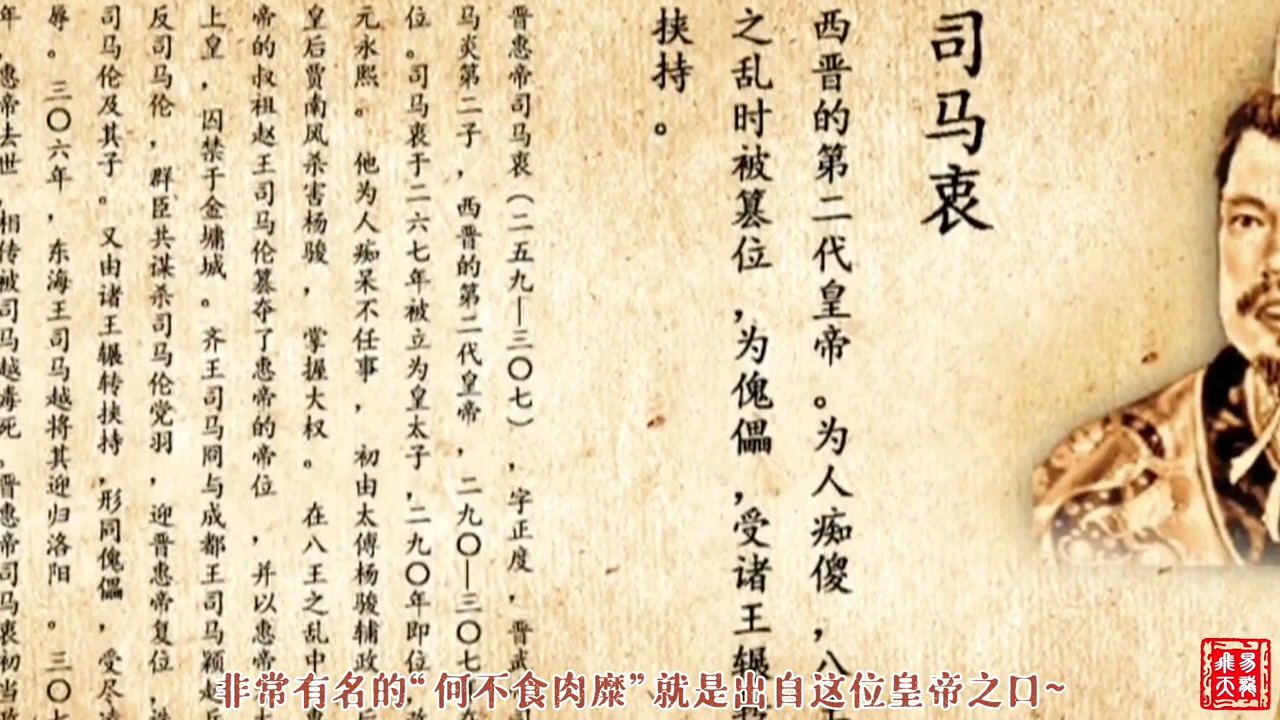 司马衷
西晋的第二代皇帝。为人痴傻，八王
之乱时被篡位，为傀儡，受诸王辗转
挟持。
晋惠帝司马衷（二五九—三〇七），字正度，晋武帝司
马炎第二子，西晋的第二代皇帝，二九〇—三〇七
位。司马衷于二六七年被立为皇太子，二九〇年即位，改
元永熙。他为人痴呆不任事，初由太傅杨骏辅政
皇后贾南风杀害杨骏，掌握大权。在八王之乱中
帝的叔祖赵王司马伦篡夺了惠帝的帝位，并以惠帝
上皇，囚禁于金墉城。齐王司马冏与成都王司马颖起兵
反司马伦，群臣共谋杀司马伦党羽，迎晋惠帝复位，诛
司马伦及其子。又由诸王辗转挟持，形同傀儡，受尽
辱。三〇六年，东海王司马越将其迎归洛阳。三〇七
年，惠帝去世，相传被司马越毒死。晋惠帝司马衷初当政
非常有名的“何不食肉糜”就是出自这位皇帝之口~